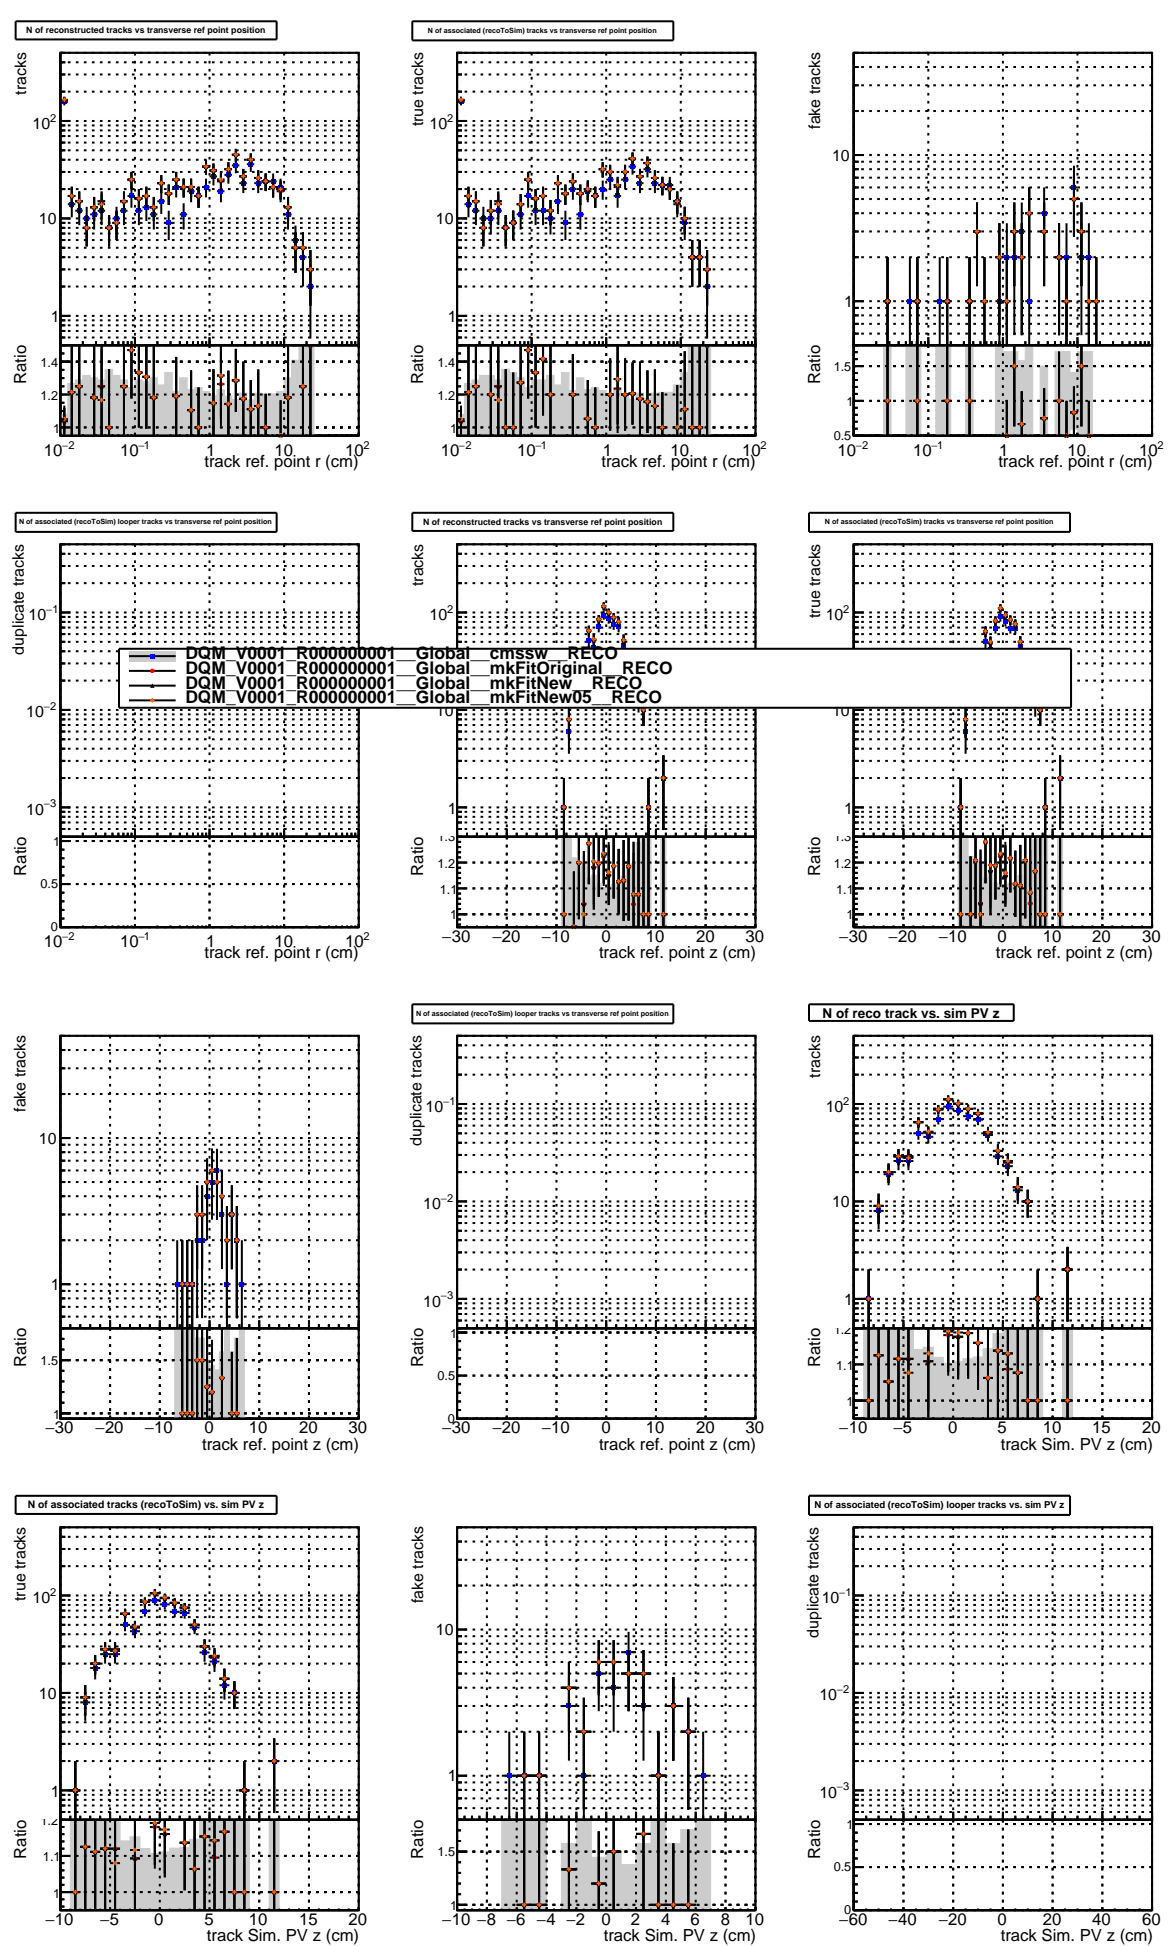 N of reconstructed tracks vs transverse ref point position
tracks
10²
10
1
Ratio
1.4
1.2
1
10⁻² 10⁻¹ 1 10 10²
track ref. point r (cm)
N of associated (recoToSim) tracks vs transverse ref point position
true tracks
10²
10
1
Ratio
1.4
1.2
1
10⁻² 10⁻¹ 1 10 10²
track ref. point r (cm)
fake tracks
10
1
Ratio
1.5
1
0.5
10⁻² 10⁻¹ 1 10 10²
track ref. point r (cm)
N of associated (recoToSim) looper tracks vs transverse ref point position
duplicate tracks
10⁻¹
10⁻²
10⁻³
Ratio
1
0.5
0
10⁻² 10⁻¹ 1 10 10²
track ref. point r (cm)
N of reconstructed tracks vs transverse ref point position
tracks
10²
10
1
Ratio
1.3
1.2
1.1
1
−30 −20 −10 0 10 20 30
track ref. point z (cm)
N of associated (recoToSim) tracks vs transverse ref point position
true tracks
10²
10
1
Ratio
1.3
1.2
1.1
1
−30 −20 −10 0 10 20 30
track ref. point z (cm)
DQM_V0001_R000000001__Global__cmssw__RECO
DQM_V0001_R000000001__Global__mkFitOriginal__RECO
DQM_V0001_R000000001__Global__mkFitNew__RECO
DQM_V0001_R000000001__Global__mkFitNew05__RECO
fake tracks
10
1
Ratio
1.5
1
−30 −20 −10 0 10 20 30
track ref. point z (cm)
N of associated (recoToSim) looper tracks vs transverse ref point position
duplicate tracks
10⁻¹
10⁻²
10⁻³
Ratio
1
0.5
0
−30 −20 −10 0 10 20 30
track ref. point z (cm)
N of reco track vs. sim PV z
tracks
10²
10
1
Ratio
1.2
1.1
1
−10 −5 0 5 10 15 20
track Sim. PV z (cm)
N of associated tracks (recoToSim) vs. sim PV z
true tracks
10²
10
1
Ratio
1.2
1.1
1
−10 −5 0 5 10 15 20
track Sim. PV z (cm)
fake tracks
10
1
Ratio
1.5
1
−10 −8 −6 −4 −2 0 2 4 6 8 10
track Sim. PV z (cm)
N of associated (recoToSim) looper tracks vs. sim PV z
duplicate tracks
10⁻¹
10⁻²
10⁻³
Ratio
1
0.5
0
−60 −40 −20 0 20 40 60
track Sim. PV z (cm)